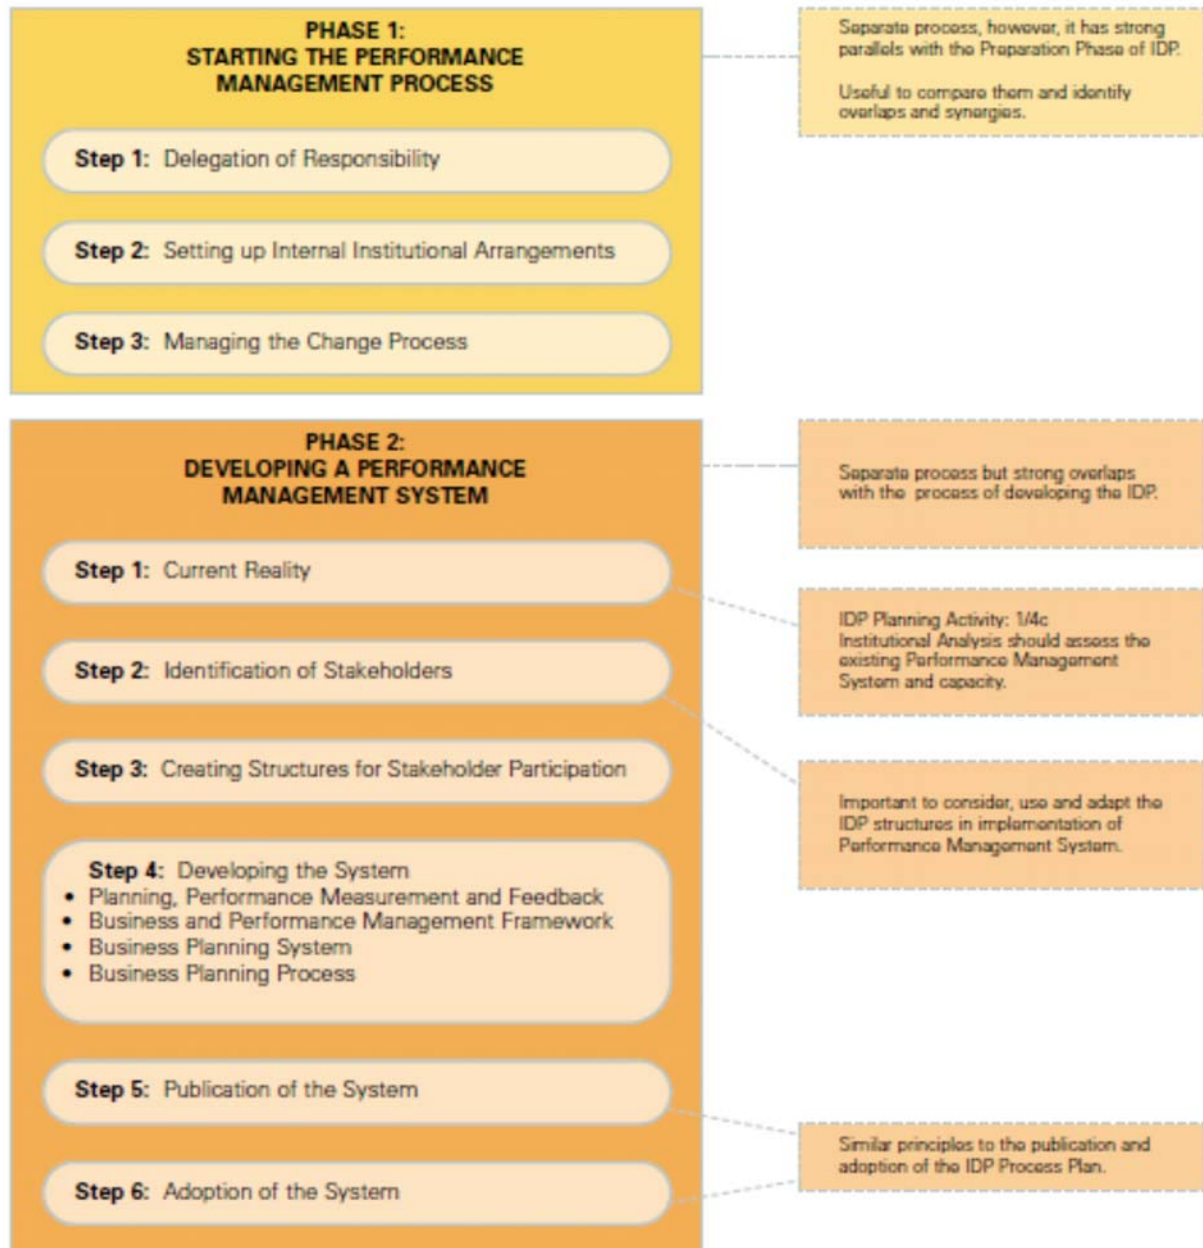 PHASE 1:
STARTING THE PERFORMANCE
MANAGEMENT PROCESS
Separate process, however, it has strong
parallels with the Preparation Phase of IDP.
Useful to compare them and identify
overlaps and synergies.
Step 1: Delegation of Responsibility
Step 2: Setting up Internal Institutional Arrangements
Step 3: Managing the Change Process
PHASE 2:
DEVELOPING A PERFORMANCE
MANAGEMENT SYSTEM
Separate process but strong overlaps
with the process of developing the IDP.
Step 1: Current Reality
IDP Planning Activity: 1/4c
Institutional Analysis should assess the
existing Performance Management
System and capacity.
Step 2: Identification of Stakeholders
Step 3: Creating Structures for Stakeholder Participation
Important to consider, use and adapt the
IDP structures in implementation of
Performance Management System.
Step 4: Developing the System
• Planning, Performance Measurement and Feedback
• Business and Performance Management Framework
• Business Planning System
• Business Planning Process
Step 5: Publication of the System
Step 6: Adoption of the System
Similar principles to the publication and
adoption of the IDP Process Plan.